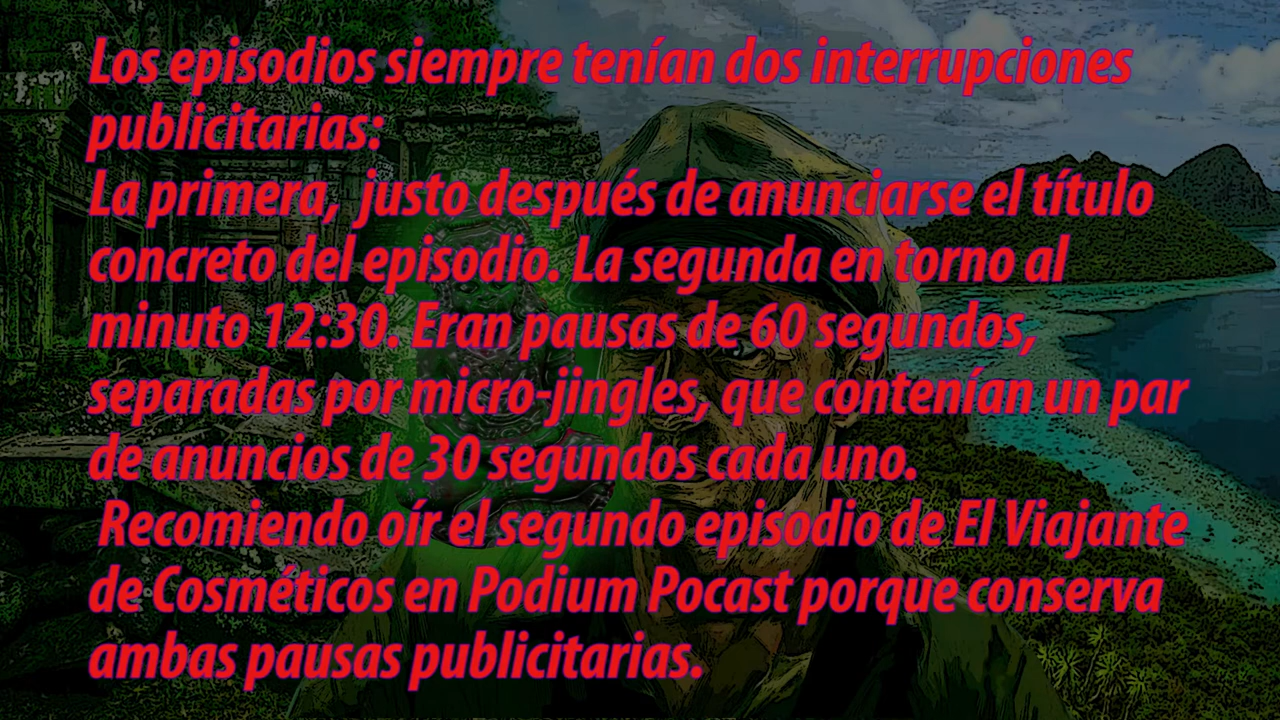 Los episodios siempre tenían dos interrupciones
publicitarias:
La primera, justo después de anunciarse el título
concreto del episodio. La segunda en torno al
minuto 12:30. Eran pausas de 60 segundos,
separadas por micro-jingles, que contenían un par
de anuncios de 30 segundos cada uno.
Recomiendo oír el segundo episodio de El Viajante
de Cosméticos en Podium Pocast porque conserva
ambas pausas publicitarias.